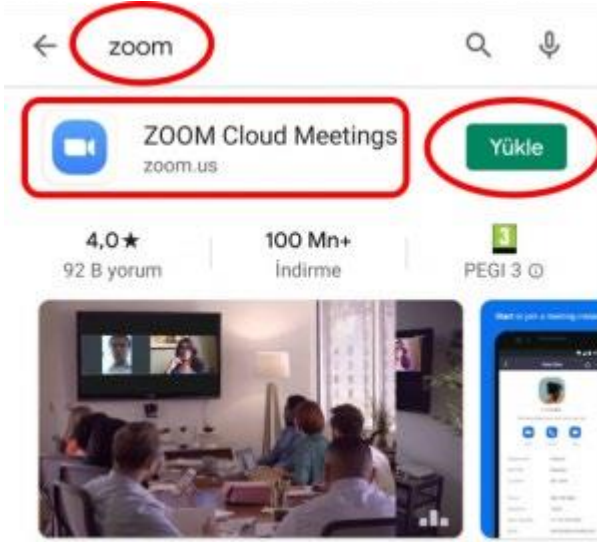 zoom
ZOOM Cloud Meetings
zoom.us
Yükle
4,0★
92 B yorum
100 Mn+
İndirme
3
PEGI 3